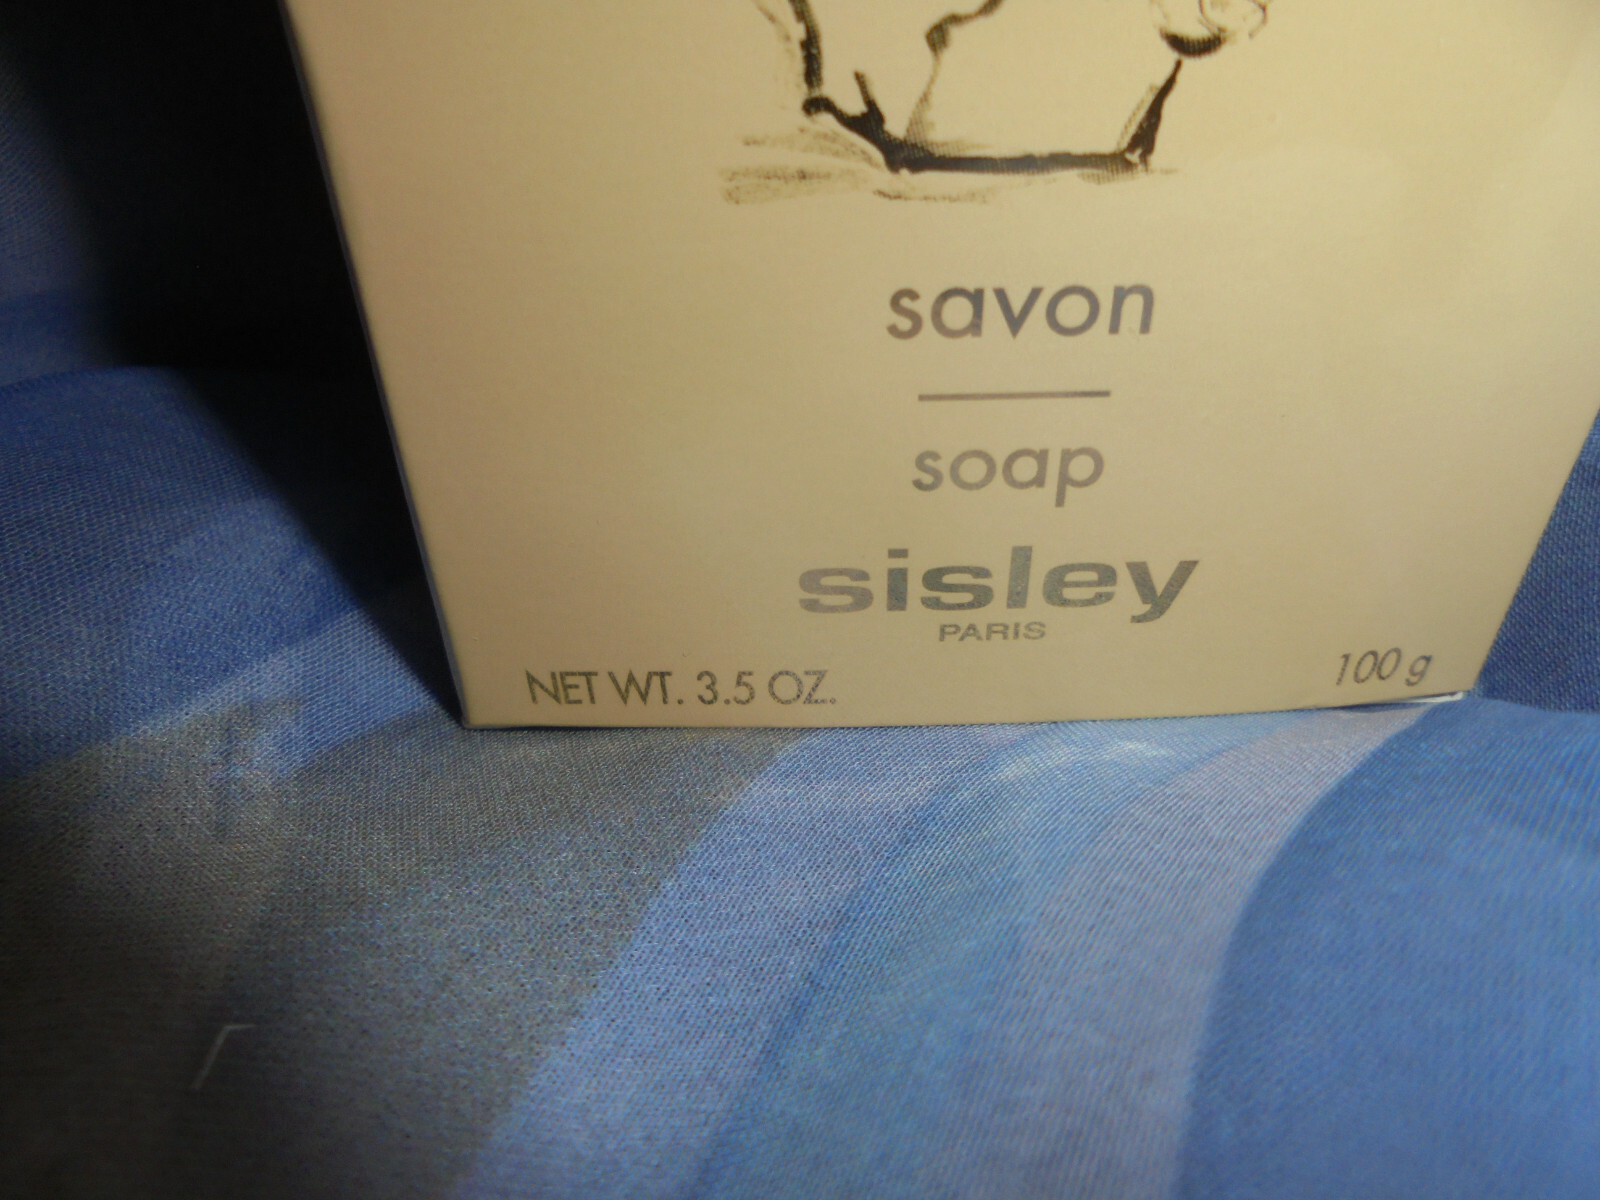 savon
soap
sisley
PARIS
NET WT. 3.5 OZ. 100 g